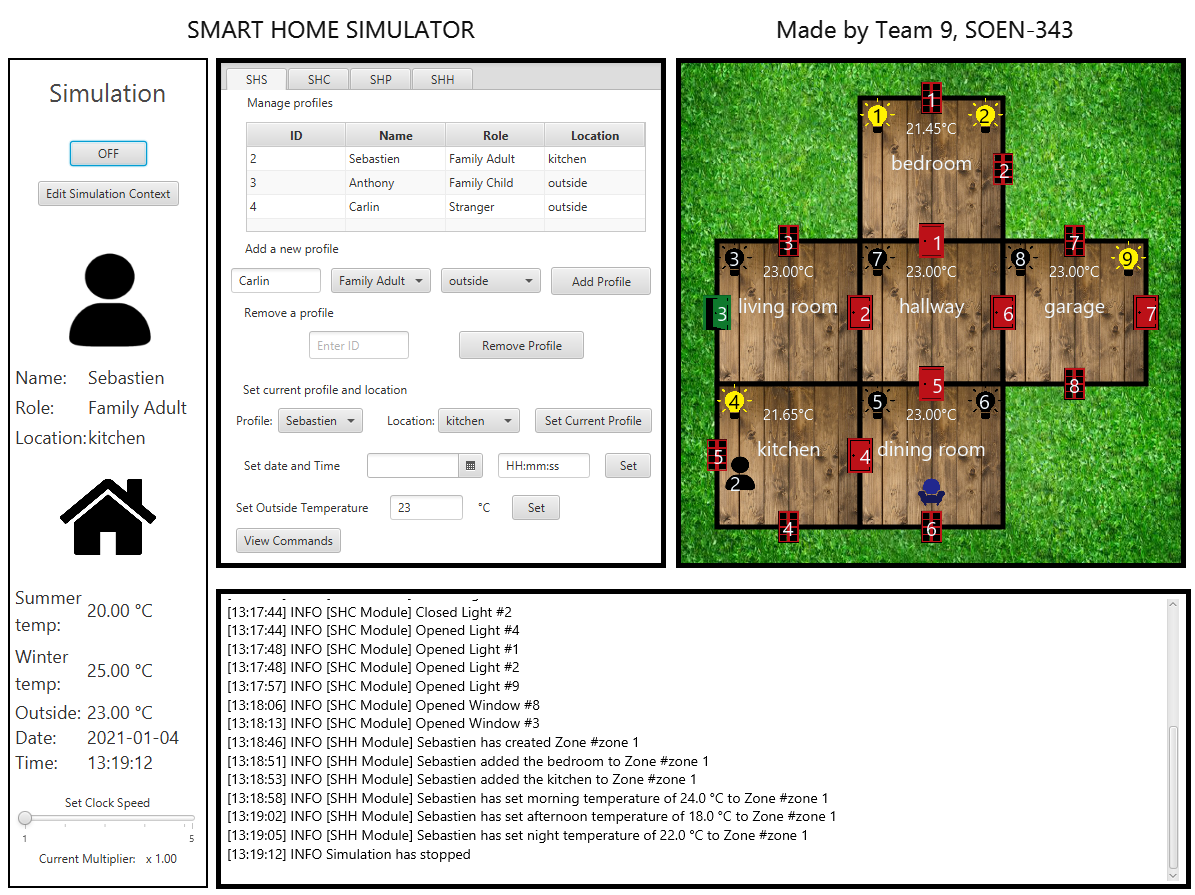 SMART HOME SIMULATOR
Made by Team 9, SOEN-343
Simulation
OFF
Edit Simulation Context
Name: Sebastien
Role: Family Adult
Location: kitchen
Summer temp: 20.00 °C
Winter temp: 25.00 °C
Outside: 23.00 °C
Date: 2021-01-04
Time: 13:19:12
Set Clock Speed
1 5
Current Multiplier: x 1.00
SHS SHC SHP SHH
Manage profiles
ID Name Role Location
2 Sebastien Family Adult kitchen
3 Anthony Family Child outside
4 Carlin Stranger outside
Add a new profile
Carlin Family Adult outside Add Profile
Remove a profile
Enter ID Remove Profile
Set current profile and location
Profile: Sebastien Location: kitchen Set Current Profile
Set date and Time HH:mm:ss Set
Set Outside Temperature 23 °C Set
View Commands
1 1 2
21.45°C
bedroom 2
3 1 7
3 23.00°C 7 23.00°C 8 23.00°C 9
3 living room 2 hallway 6 garage 7
5 8
4 21.65°C 5 23.00°C 6
5 kitchen 4 dining room
2
4 6
[13:17:44] INFO [SHC Module] Closed Light #2
[13:17:44] INFO [SHC Module] Opened Light #4
[13:17:48] INFO [SHC Module] Opened Light #1
[13:17:48] INFO [SHC Module] Opened Light #2
[13:17:57] INFO [SHC Module] Opened Light #9
[13:18:06] INFO [SHC Module] Opened Window #8
[13:18:13] INFO [SHC Module] Opened Window #3
[13:18:46] INFO [SHH Module] Sebastien has created Zone #zone 1
[13:18:51] INFO [SHH Module] Sebastien added the bedroom to Zone #zone 1
[13:18:53] INFO [SHH Module] Sebastien added the kitchen to Zone #zone 1
[13:18:58] INFO [SHH Module] Sebastien has set morning temperature of 24.0 °C to Zone #zone 1
[13:19:02] INFO [SHH Module] Sebastien has set afternoon temperature of 18.0 °C to Zone #zone 1
[13:19:05] INFO [SHH Module] Sebastien has set night temperature of 22.0 °C to Zone #zone 1
[13:19:12] INFO Simulation has stopped